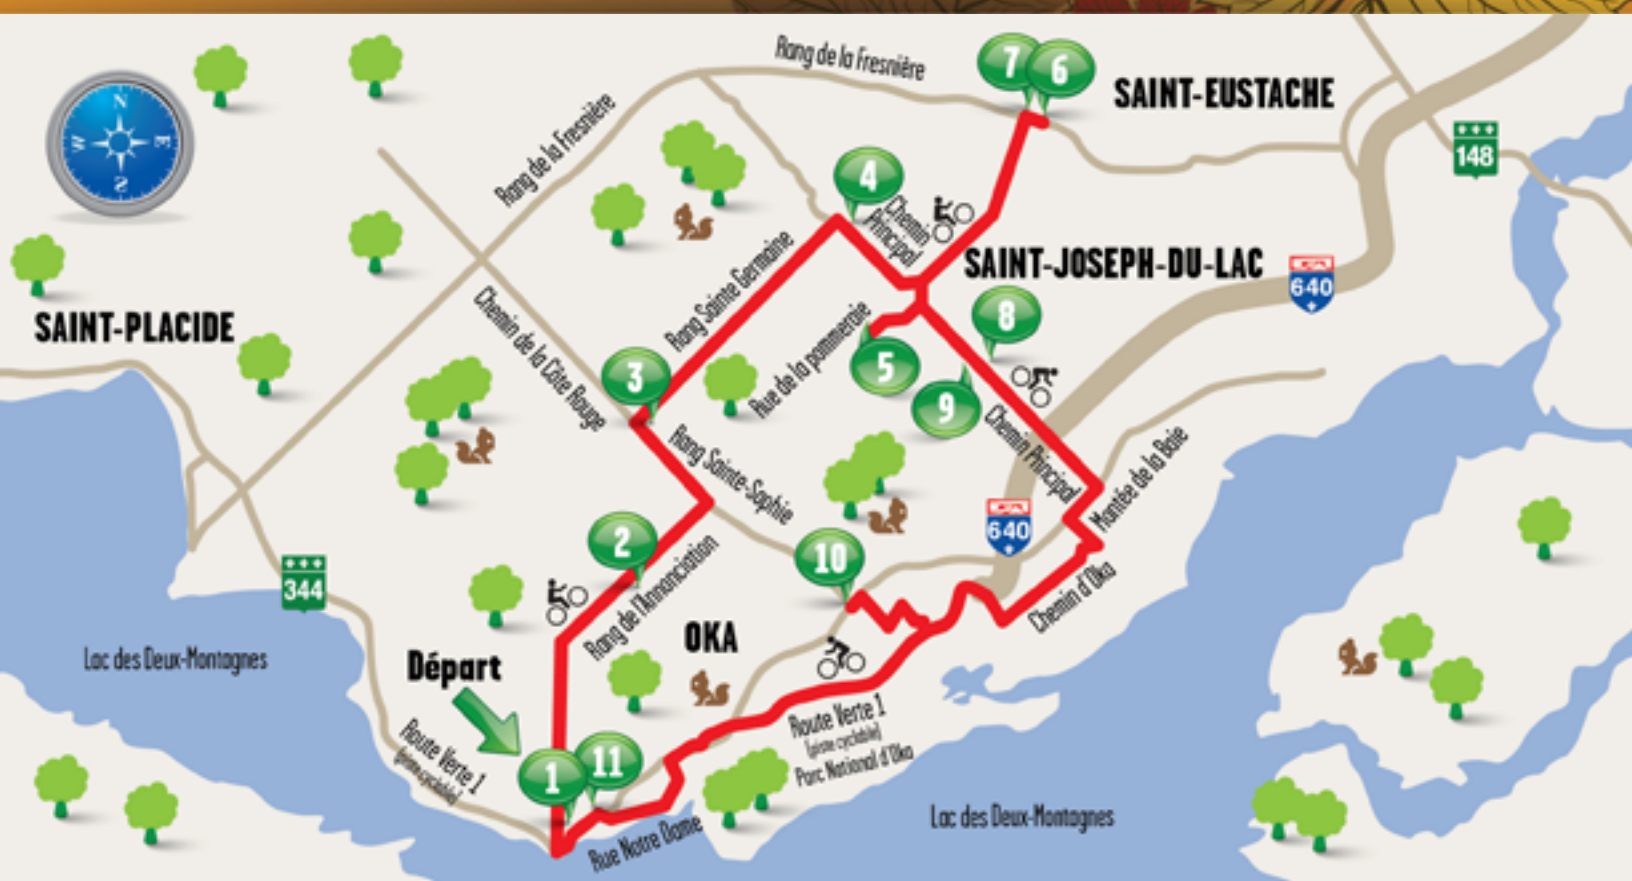 Rang de la Fresnière
7
6
SAINT-EUSTACHE
N
W
E
S
Rang de la Fresnière
148
4
Chemin
Principal
SAINT-JOSEPH-DU-LAC
640
Rang Sainte Germaine
SAINT-PLACIDE
Chemin de la Côte Rouge
3
Rue de la pommeraie
8
5
9
Chemin Principal
Rang Sainte-Sophie
Montée de la Baie
640
2
10
344
Rang de l'Annonciation
Chemin d'Oka
OKA
Lac des Deux-Montagnes
Départ
Route Verte 1
(piste cyclable)
Route Verte 1
(piste cyclable)
Parc National d'Oka
1
11
Lac des Deux-Montagnes
Rue Notre Dame